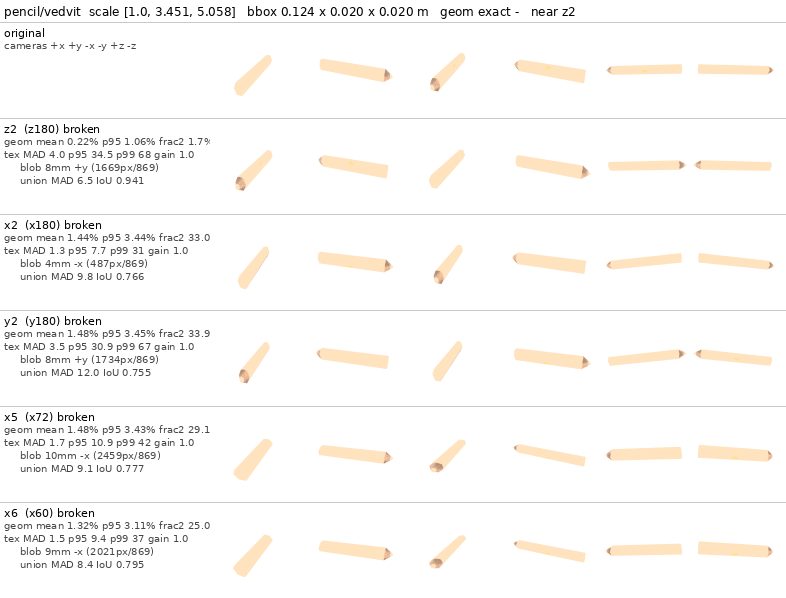 pencil/vedvit  scale [1.0, 3.451, 5.058]   bbox 0.124 x 0.020 x 0.020 m   geom exact -   near z2
original
cameras +x +y -x -y +z -z
z2  (z180) broken
geom mean 0.22% p95 1.06% frac2 1.7%
tex MAD 4.0 p95 34.5 p99 68 gain 1.0
blob 8mm +y (1669px/869)
union MAD 6.5 IoU 0.941
x2  (x180) broken
geom mean 1.44% p95 3.44% frac2 33.0
tex MAD 1.3 p95 7.7 p99 31 gain 1.0
blob 4mm -x (487px/869)
union MAD 9.8 IoU 0.766
y2  (y180) broken
geom mean 1.48% p95 3.45% frac2 33.9
tex MAD 3.5 p95 30.9 p99 67 gain 1.0
blob 8mm +y (1734px/869)
union MAD 12.0 IoU 0.755
x5  (x72) broken
geom mean 1.48% p95 3.43% frac2 29.1
tex MAD 1.7 p95 10.9 p99 42 gain 1.0
blob 10mm -x (2459px/869)
union MAD 9.1 IoU 0.777
x6  (x60) broken
geom mean 1.32% p95 3.11% frac2 25.0
tex MAD 1.5 p95 9.4 p99 37 gain 1.0
blob 9mm -x (2021px/869)
union MAD 8.4 IoU 0.795